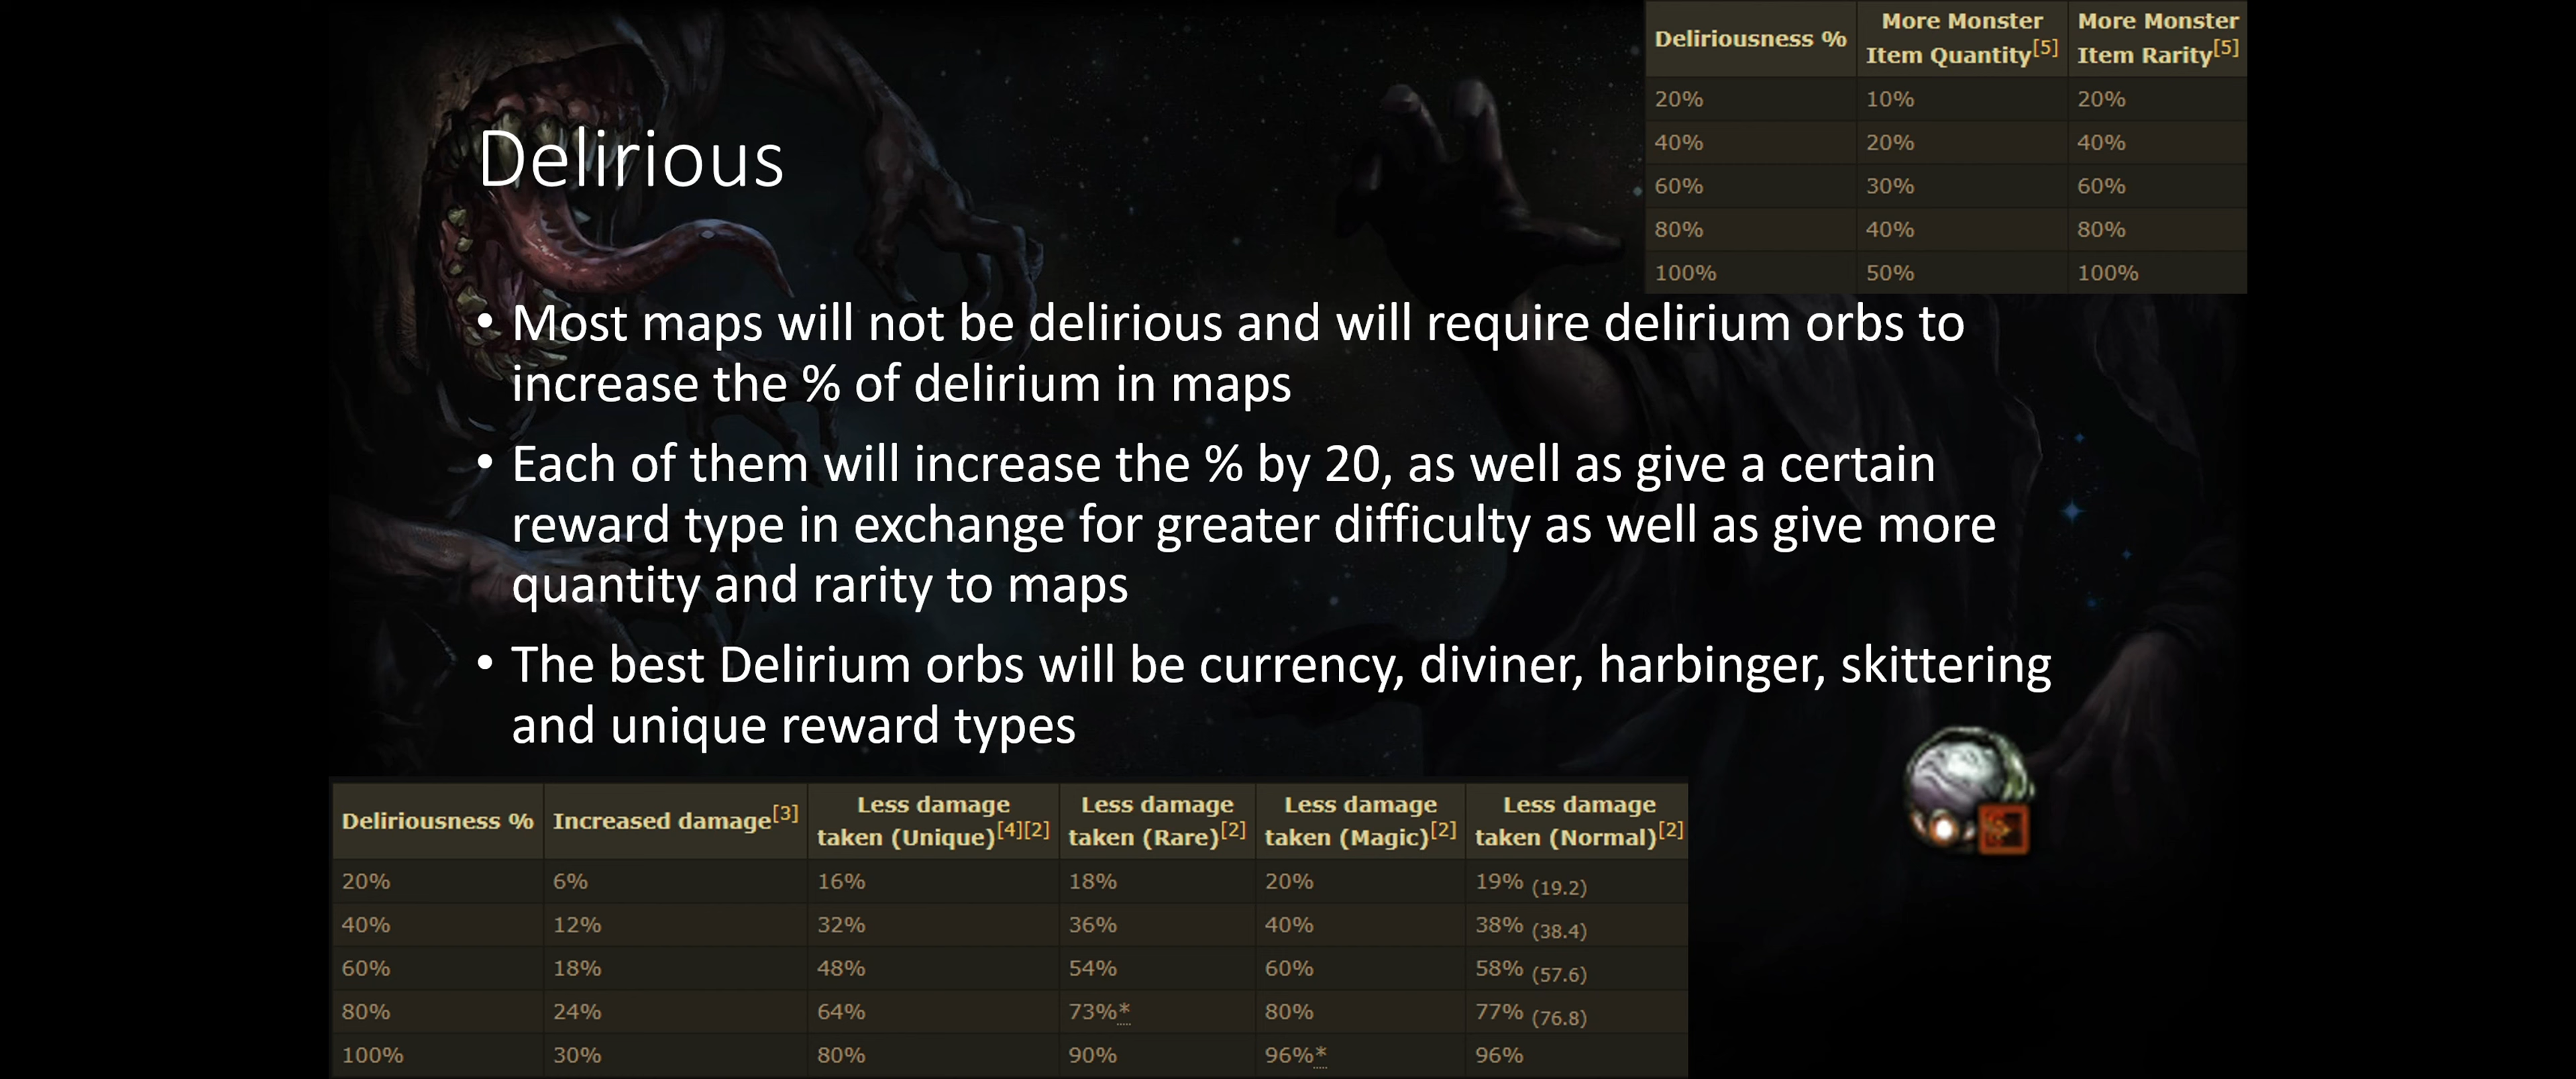 Deliriousness % More Monster Item Quantity[5] More Monster Item Rarity[5]
20% 10% 20%
40% 20% 40%
60% 30% 60%
80% 40% 80%
100% 50% 100%
Delirious
• Most maps will not be delirious and will require delirium orbs to
increase the % of delirium in maps
• Each of them will increase the % by 20, as well as give a certain
reward type in exchange for greater difficulty as well as give more
quantity and rarity to maps
• The best Delirium orbs will be currency, diviner, harbinger, skittering
and unique reward types
Deliriousness % Increased damage[3] Less damage taken (Unique)[4][2] Less damage taken (Rare)[2] Less damage taken (Magic)[2] Less damage taken (Normal)[2]
20% 6% 16% 18% 20% 19% (19.2)
40% 12% 32% 36% 40% 38% (38.4)
60% 18% 48% 54% 60% 58% (57.6)
80% 24% 64% 73%* 80% 77% (76.8)
100% 30% 80% 90% 96%* 96%